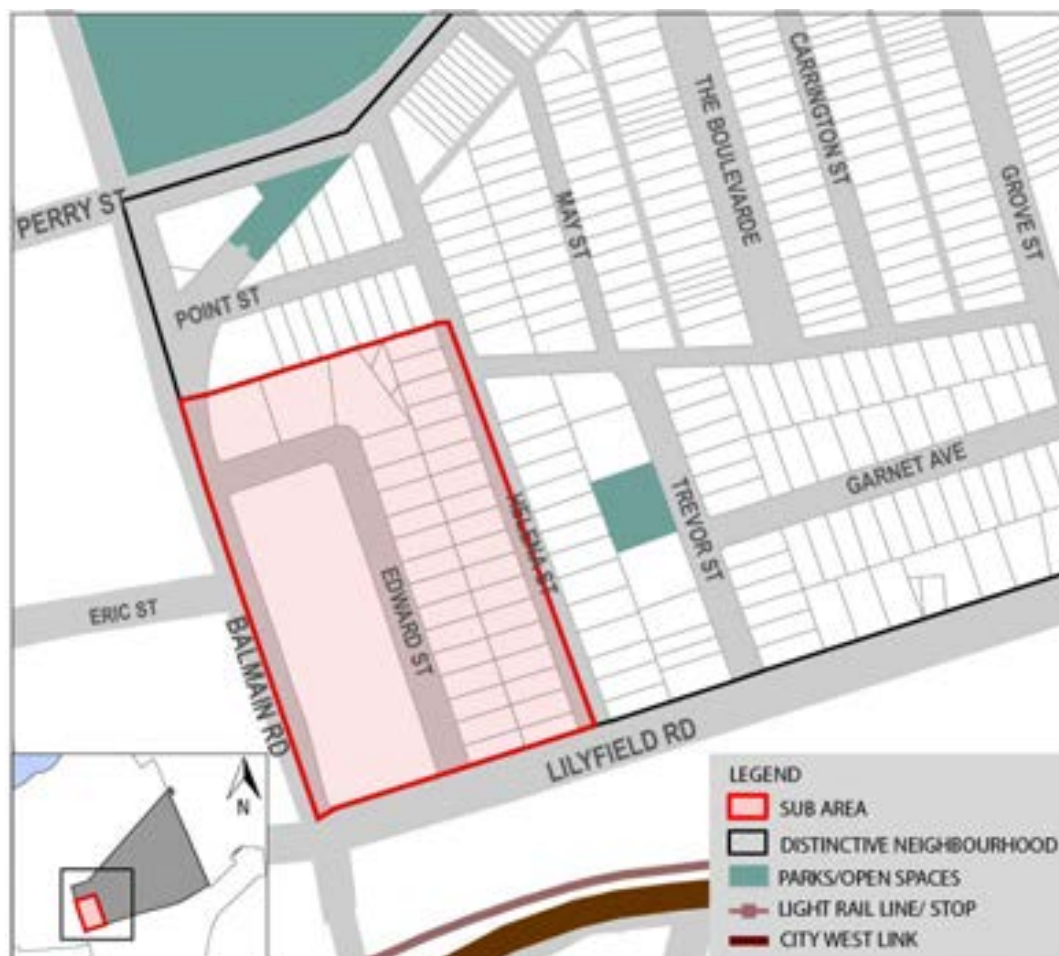 PERRY ST
POINT ST
MAY ST
THE BOULEVARDE
CARRINGTON ST
GROVE ST
HELENA ST
TREVOR ST
GARNET AVE
ERIC ST
BALMAIN RD
EDWARD ST
LILYFIELD RD
N
LEGEND
SUB AREA
DISTINCTIVE NEIGHBOURHOOD
PARKS/OPEN SPACES
LIGHT RAIL LINE/ STOP
CITY WEST LINK